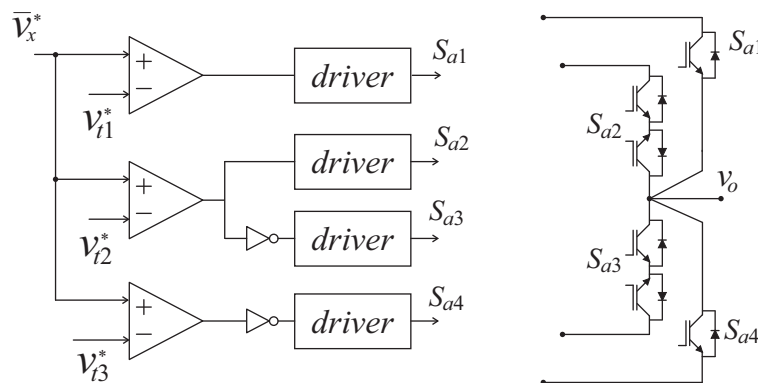 v̄*ₓ
+
−
v*ₜ₁
driver
Sₐ₁
+
−
v*ₜ₂
driver
Sₐ₂
driver
Sₐ₃
+
−
v*ₜ₃
driver
Sₐ₄
Sₐ₁
Sₐ₂
vₒ
Sₐ₃
Sₐ₄